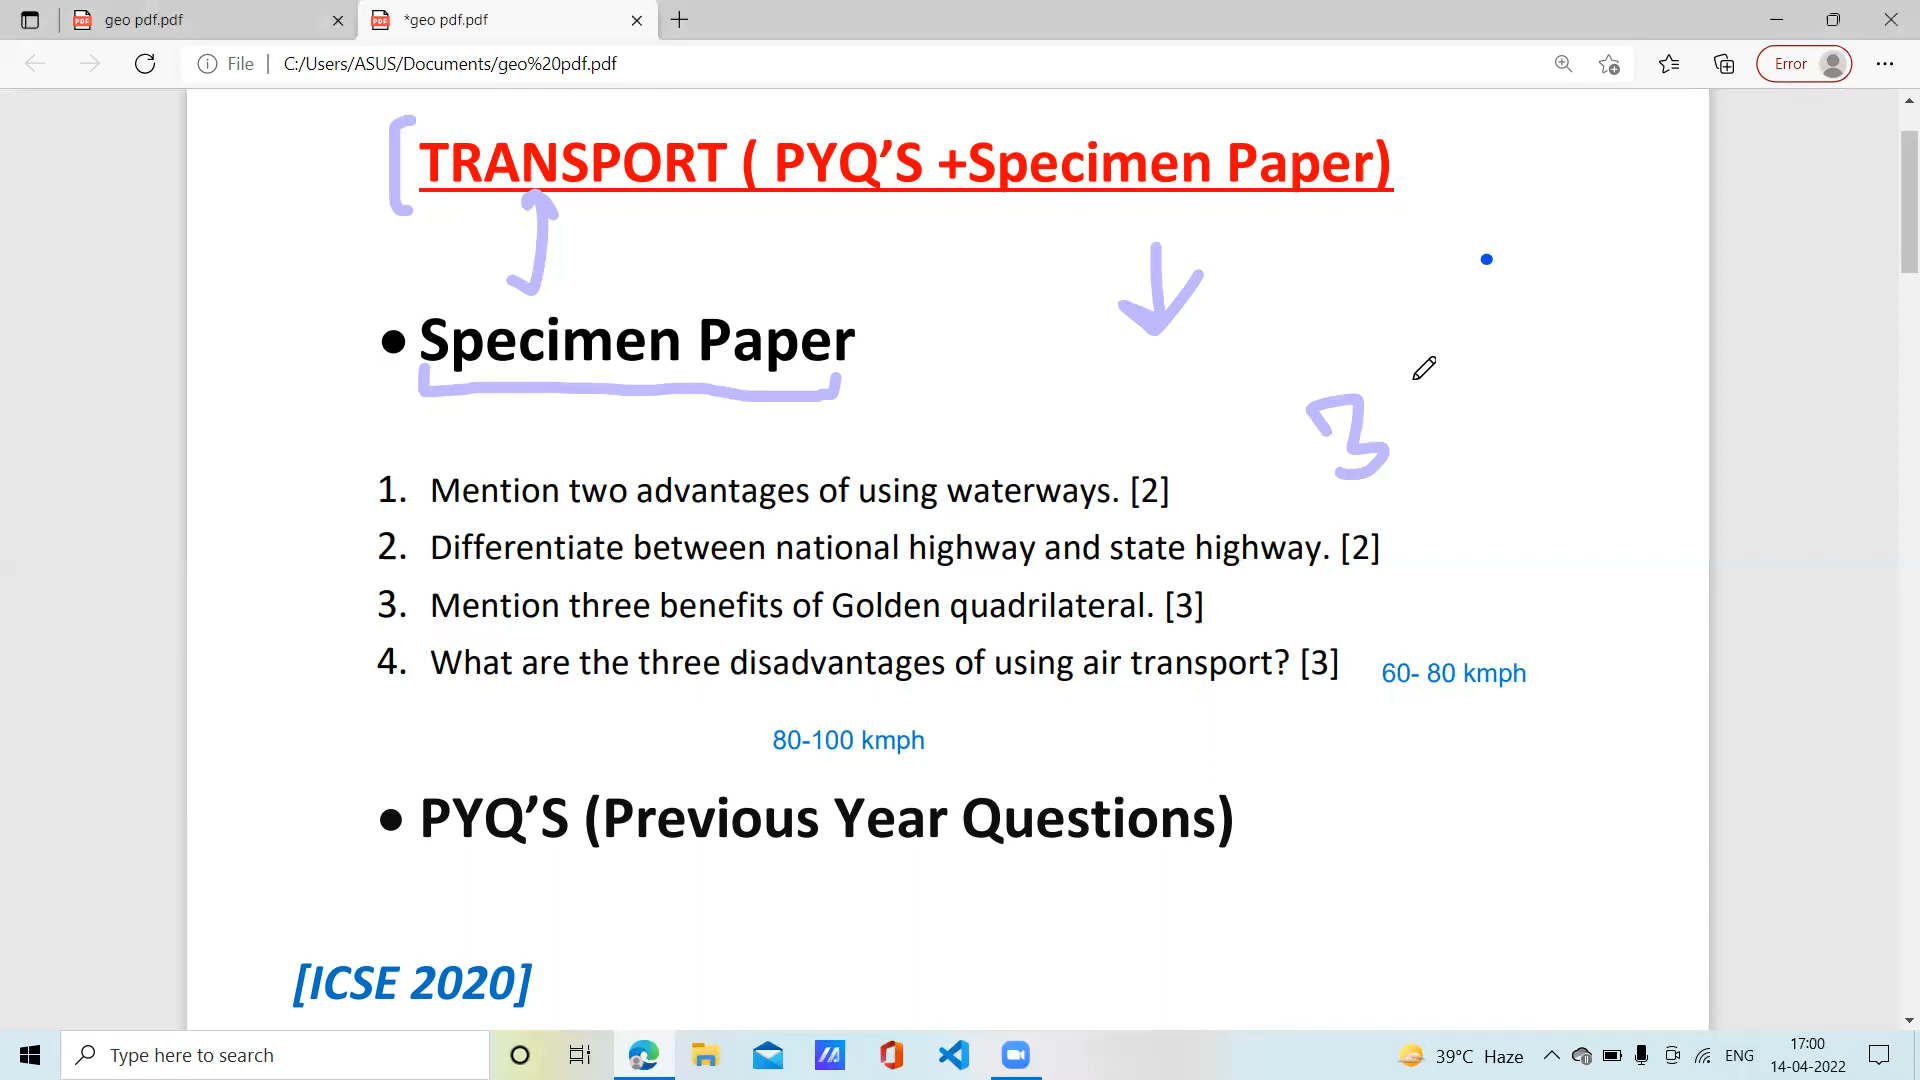 geo pdf.pdf
*geo pdf.pdf
File
C:/Users/ASUS/Documents/geo%20pdf.pdf
Error
TRANSPORT ( PYQ’S +Specimen Paper)
• Specimen Paper
3
1. Mention two advantages of using waterways. [2]
2. Differentiate between national highway and state highway. [2]
3. Mention three benefits of Golden quadrilateral. [3]
4. What are the three disadvantages of using air transport? [3]
60- 80 kmph
80-100 kmph
• PYQ’S (Previous Year Questions)
[ICSE 2020]
Type here to search
39°C Haze
ENG
17:00
14-04-2022